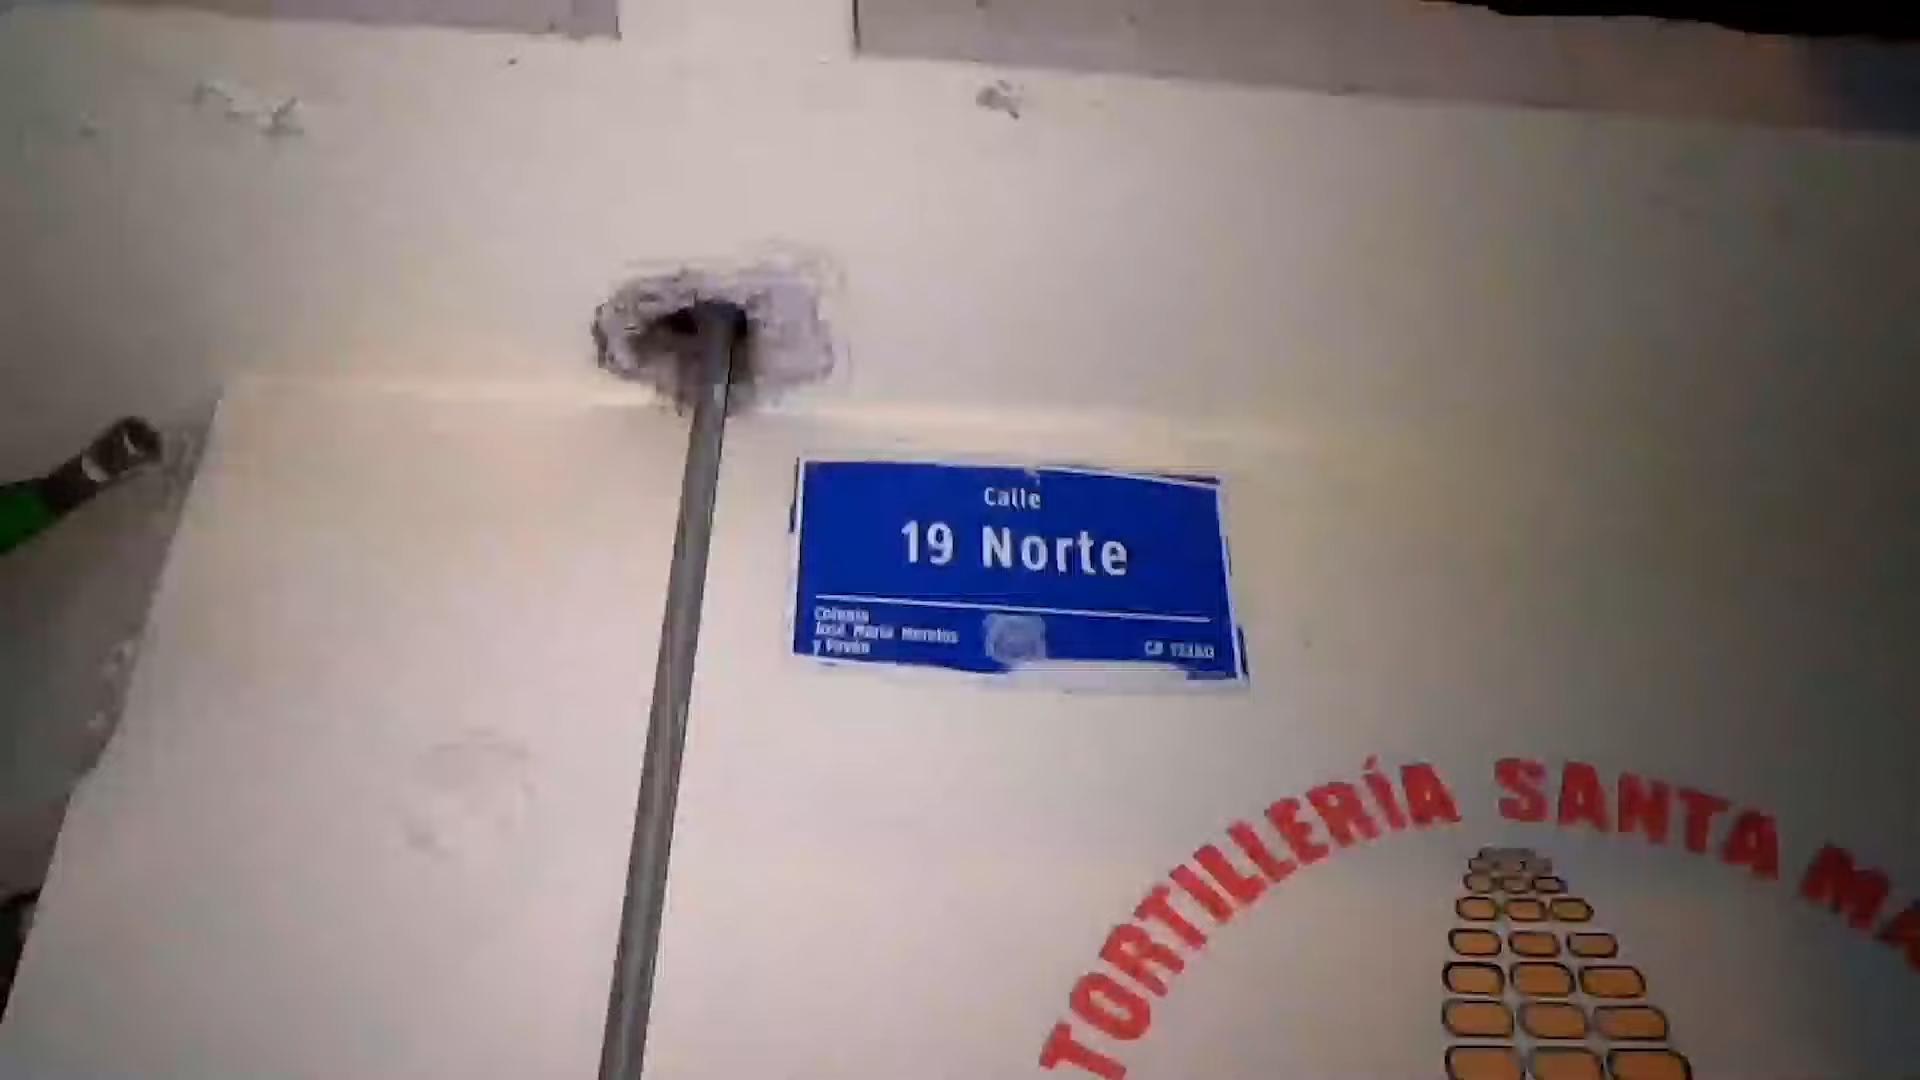 Calle
19 Norte
Colonia
José María Morelos
y Pavón
TORTILLERÍA SANTA MA